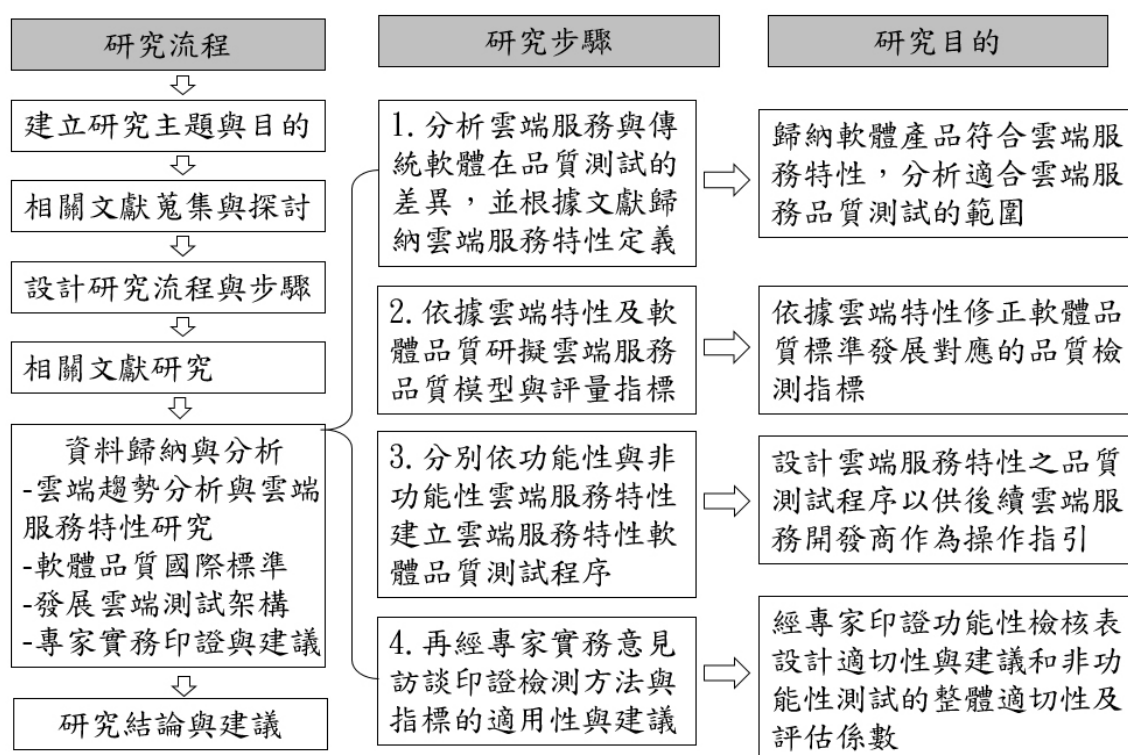 研究流程
建立研究主題與目的
相關文獻蒐集與探討
設計研究流程與步驟
相關文獻研究
資料歸納與分析
-雲端趨勢分析與雲端
服務特性研究
-軟體品質國際標準
-發展雲端測試架構
-專家實務印證與建議
研究結論與建議
研究步驟
1.分析雲端服務與傳
統軟體在品質測試的
差異，並根據文獻歸
納雲端服務特性定義
2.依據雲端特性及軟
體品質研擬雲端服務
品質模型與評量指標
3.分別依功能性與非
功能性雲端服務特性
建立雲端服務特性軟
體品質測試程序
4.再經專家實務意見
訪談印證檢測方法與
指標的適用性與建議
研究目的
歸納軟體產品符合雲端服
務特性，分析適合雲端服
務品質測試的範圍
依據雲端特性修正軟體品
質標準發展對應的品質檢
測指標
設計雲端服務特性之品質
測試程序以供後續雲端服
務開發商作為操作指引
經專家印證功能性檢核表
設計適切性與建議和非功
能性測試的整體適切性及
評估係數